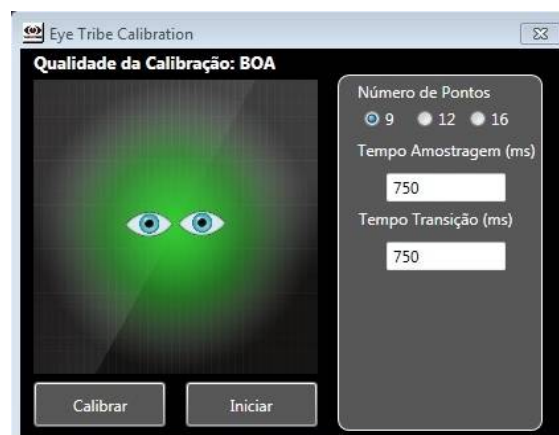 Eye Tribe Calibration
Qualidade da Calibração: BOA
Número de Pontos
9 12 16
Tempo Amostragem (ms)
750
Tempo Transição (ms)
750
Calibrar Iniciar